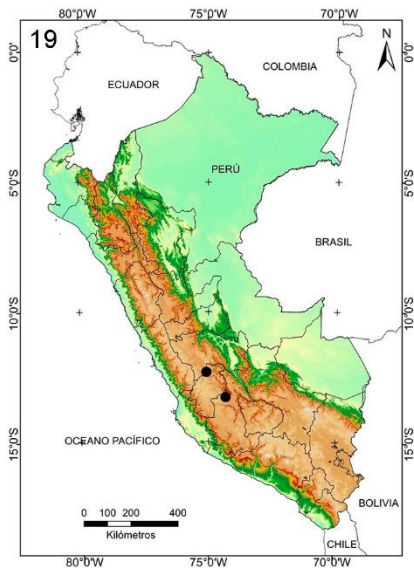 80°0'W 75°0'W 70°0'W
19
N
0°0' 0°0'
COLOMBIA
ECUADOR
PERÚ
5°0'S 5°0'S
BRASIL
10°0'S 10°0'S
OCEANO PACÍFICO
15°0'S 15°0'S
BOLIVIA
0 100 200 400
Kilómetros
CHILE
80°0'W 75°0'W 70°0'W